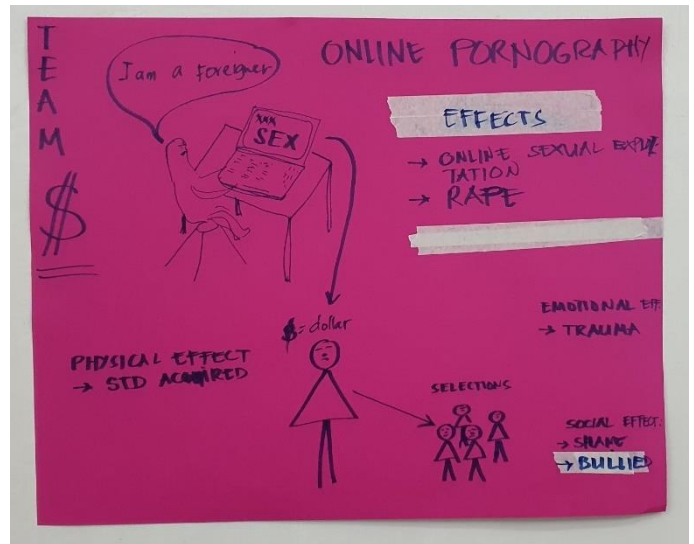 TEAM $
I am a foreigner
ONLINE PORNOGRAPHY
XXX
SEX
EFFECTS
→ ONLINE SEXUAL EXPLOI-
TATION
→ RAPE
$ = dollar
EMOTIONAL EFF.
→ TRAUMA
PHYSICAL EFFECT
→ STD ACQUIRED
SELECTIONS
SOCIAL EFFECT.
→ SHAME
→ BULLIED